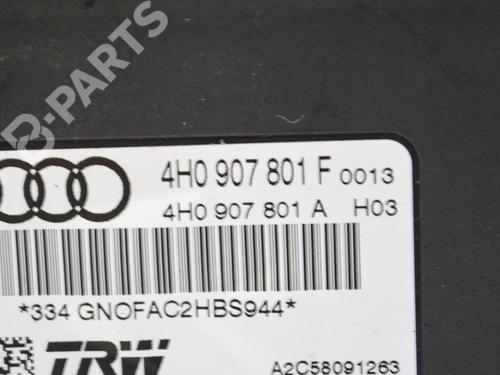 B-PARTS
4H0 907 801 F 0013
4H0 907 801 A H03
*334 GNOFAC2HBS944*
TRW A2C58091263